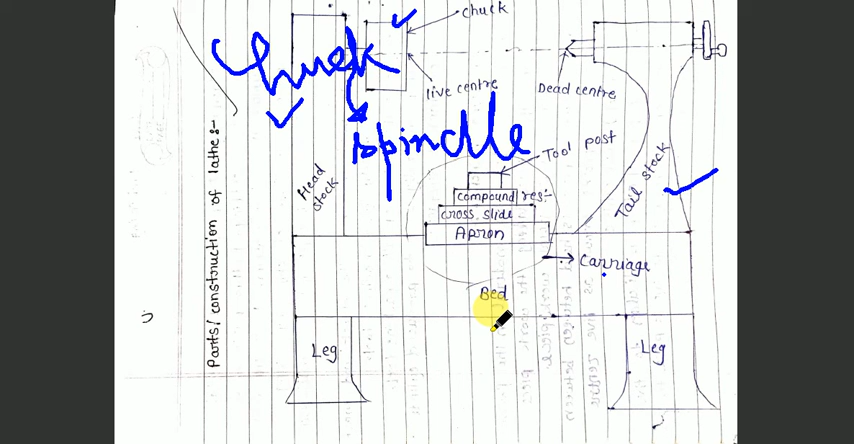 chuck
Chuck
live centre
Dead centre
Spindle
Tool post
Head
stock
compound res:-
cross slide
Apron
Tail stock
Carriage
Bed
Leg
Leg
Parts/construction of lathe:-